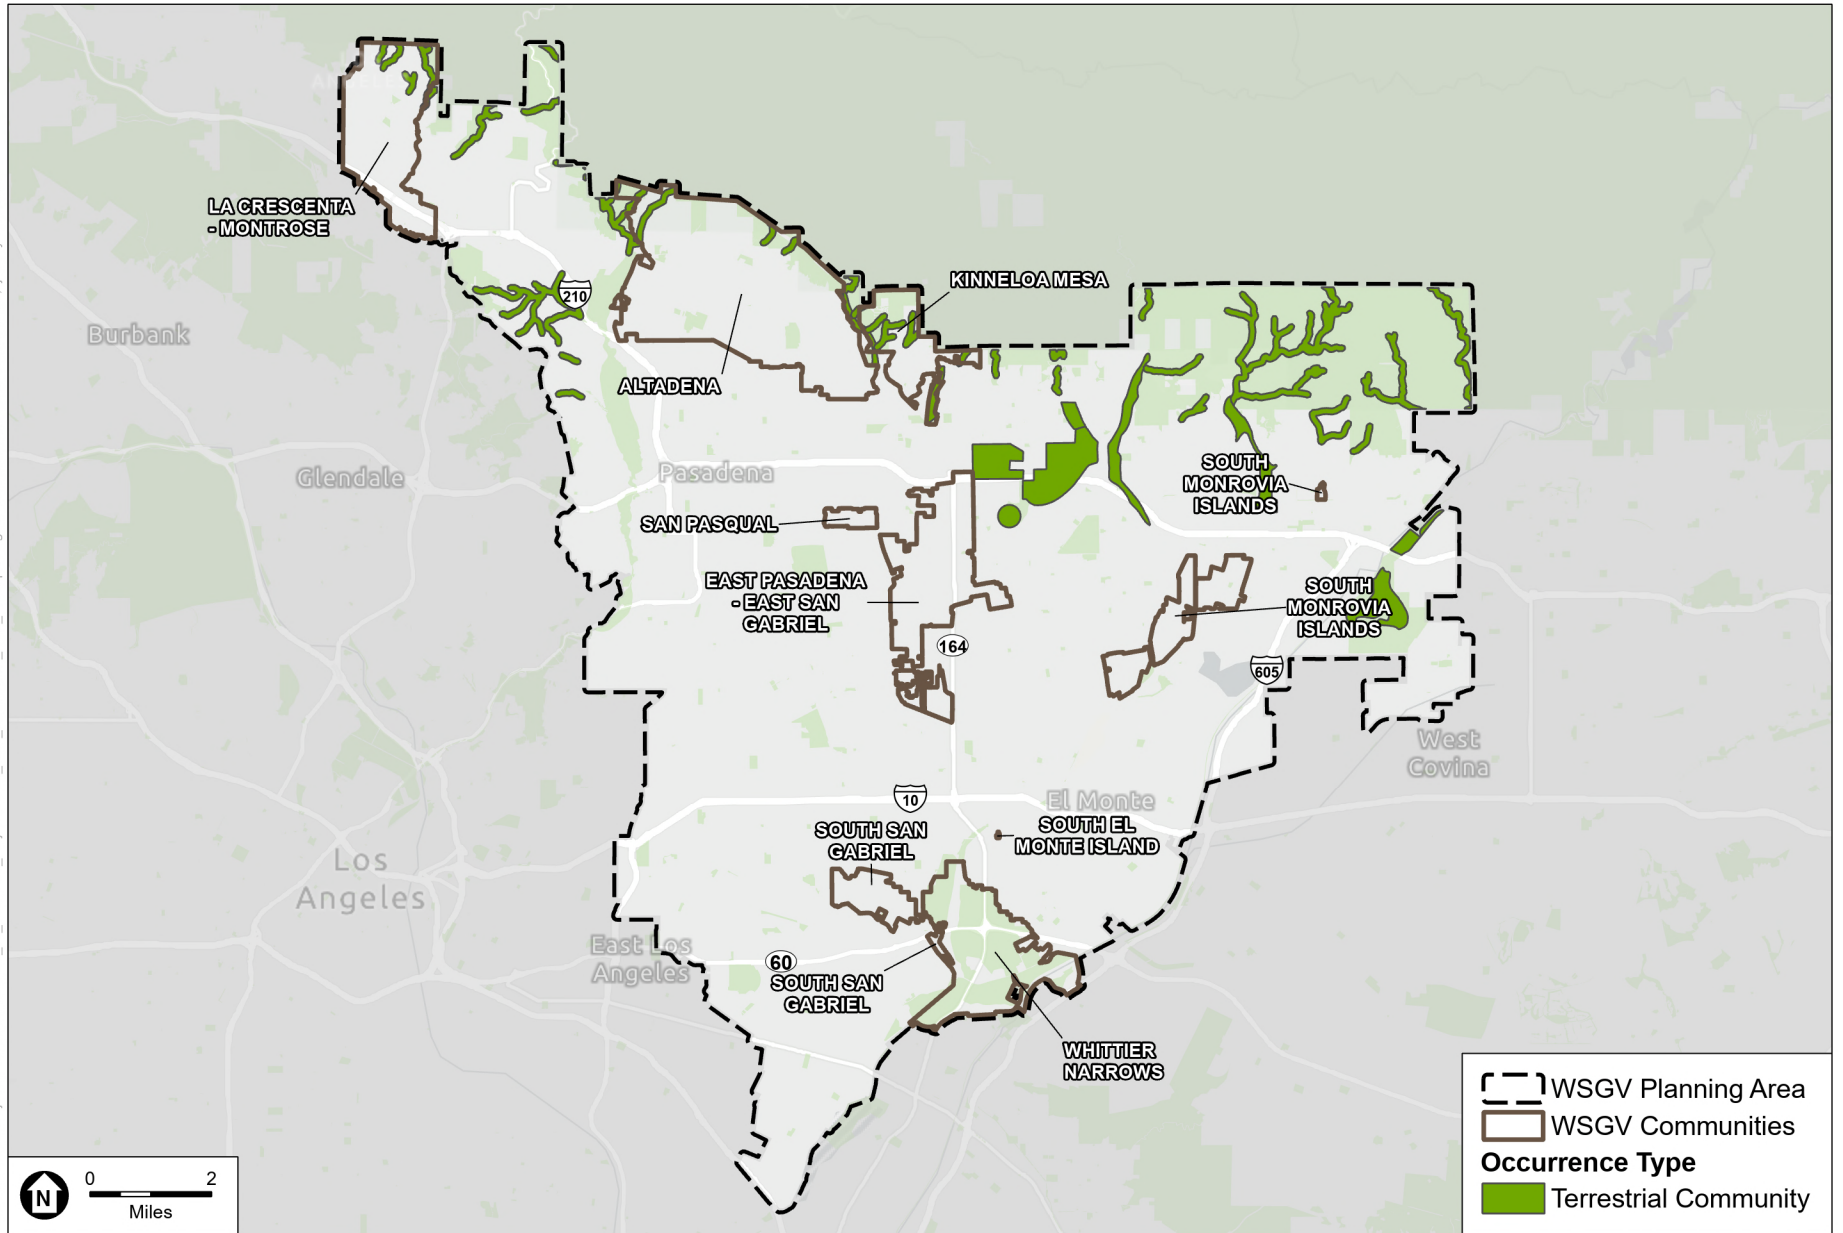 LA CRESCENTA
- MONTROSE
210
KINNELOA MESA
Burbank
ALTADENA
Glendale
Pasadena
SOUTH
MONROVIA
ISLANDS
SAN PASQUAL
EAST PASADENA
- EAST SAN
GABRIEL
SOUTH
MONROVIA
ISLANDS
164
605
West
Covina
10
El Monte
SOUTH EL
MONTE ISLAND
SOUTH SAN
GABRIEL
Los
Angeles
East Los
Angeles
60
SOUTH SAN
GABRIEL
WHITTIER
NARROWS
WSGV Planning Area
WSGV Communities
Occurrence Type
Terrestrial Community
N
0 2
Miles